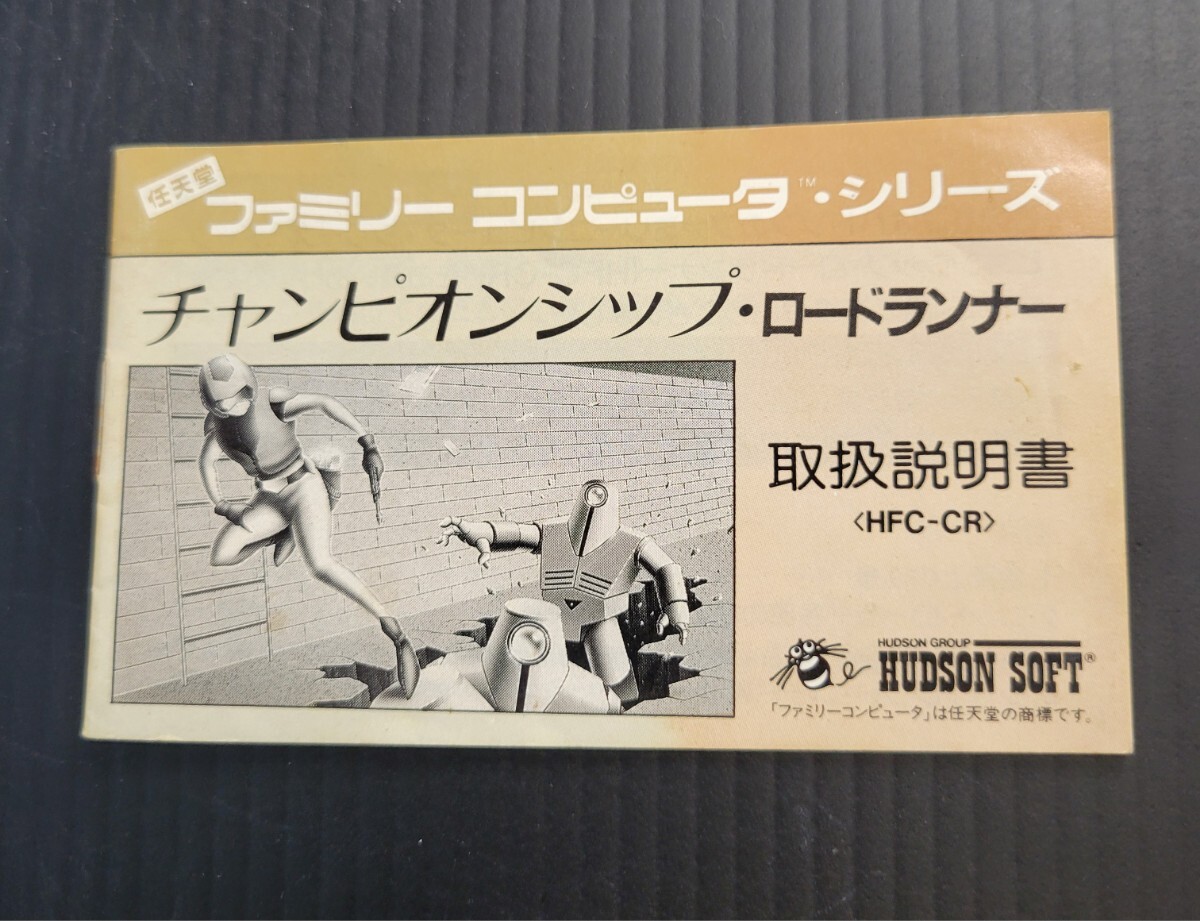 任天堂
ファミリー コンピュータ™・シリーズ
チャンピオンシップ・ロードランナー
取扱説明書
〈HFC-CR〉
HUDSON GROUP
HUDSON SOFT®
「ファミリーコンピュータ」は任天堂の商標です。